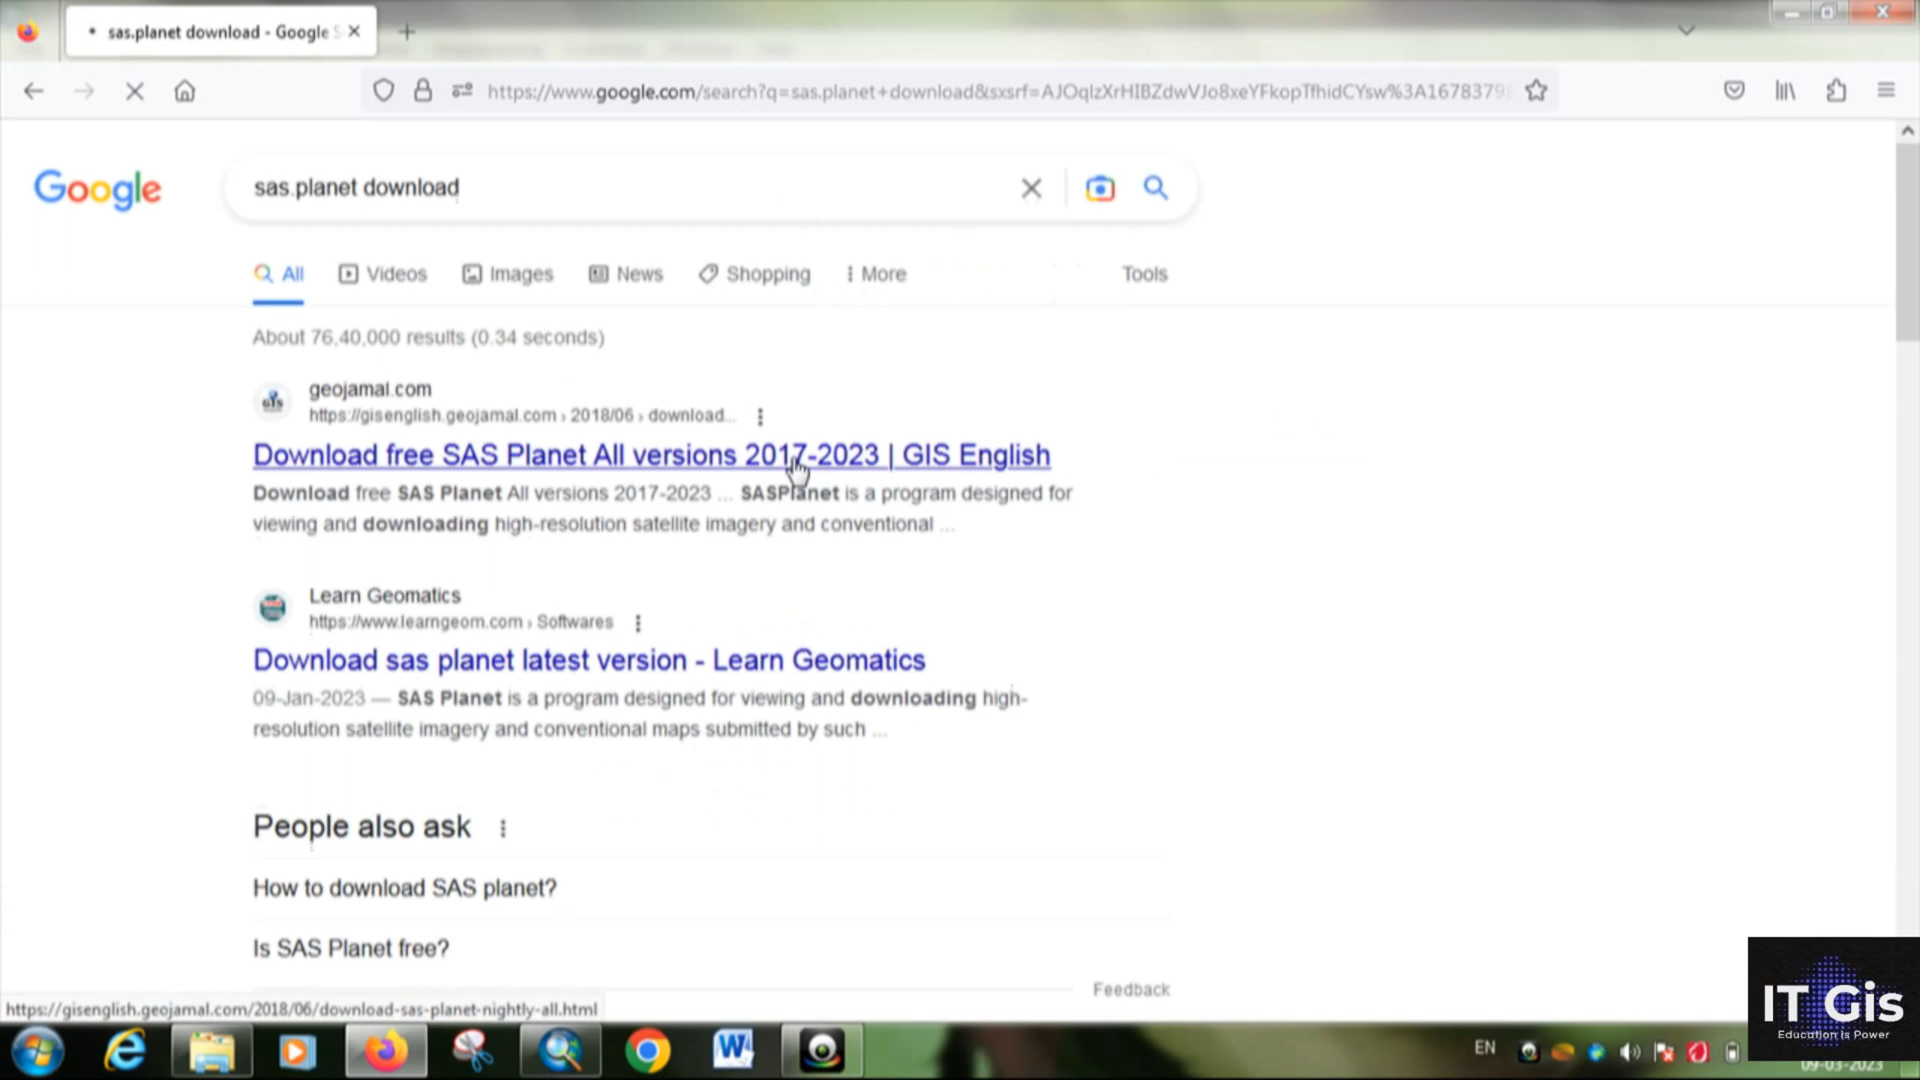 sas.planet download - Google S
https://www.google.com/search?q=sas.planet+download&sxsrf=AJOqlzXrHIBZdwVJo8xeYFkopTfhidCYsw%3A16783798
Google
sas.planet download
All
Videos
Images
News
Shopping
More
Tools
About 76,40,000 results (0.34 seconds)
geojamal.com
https://gisenglish.geojamal.com › 2018/06 › download...
Download free SAS Planet All versions 2017-2023 | GIS English
Download free SAS Planet All versions 2017-2023 ... SASPlanet is a program designed for
viewing and downloading high-resolution satellite imagery and conventional ...
Learn Geomatics
https://www.learngeom.com › Softwares
Download sas planet latest version - Learn Geomatics
09-Jan-2023 — SAS Planet is a program designed for viewing and downloading high-
resolution satellite imagery and conventional maps submitted by such ...
People also ask
How to download SAS planet?
Is SAS Planet free?
Feedback
https://gisenglish.geojamal.com/2018/06/download-sas-planet-nightly-all.html
EN
09-03-2023
IT Gis
Education is Power